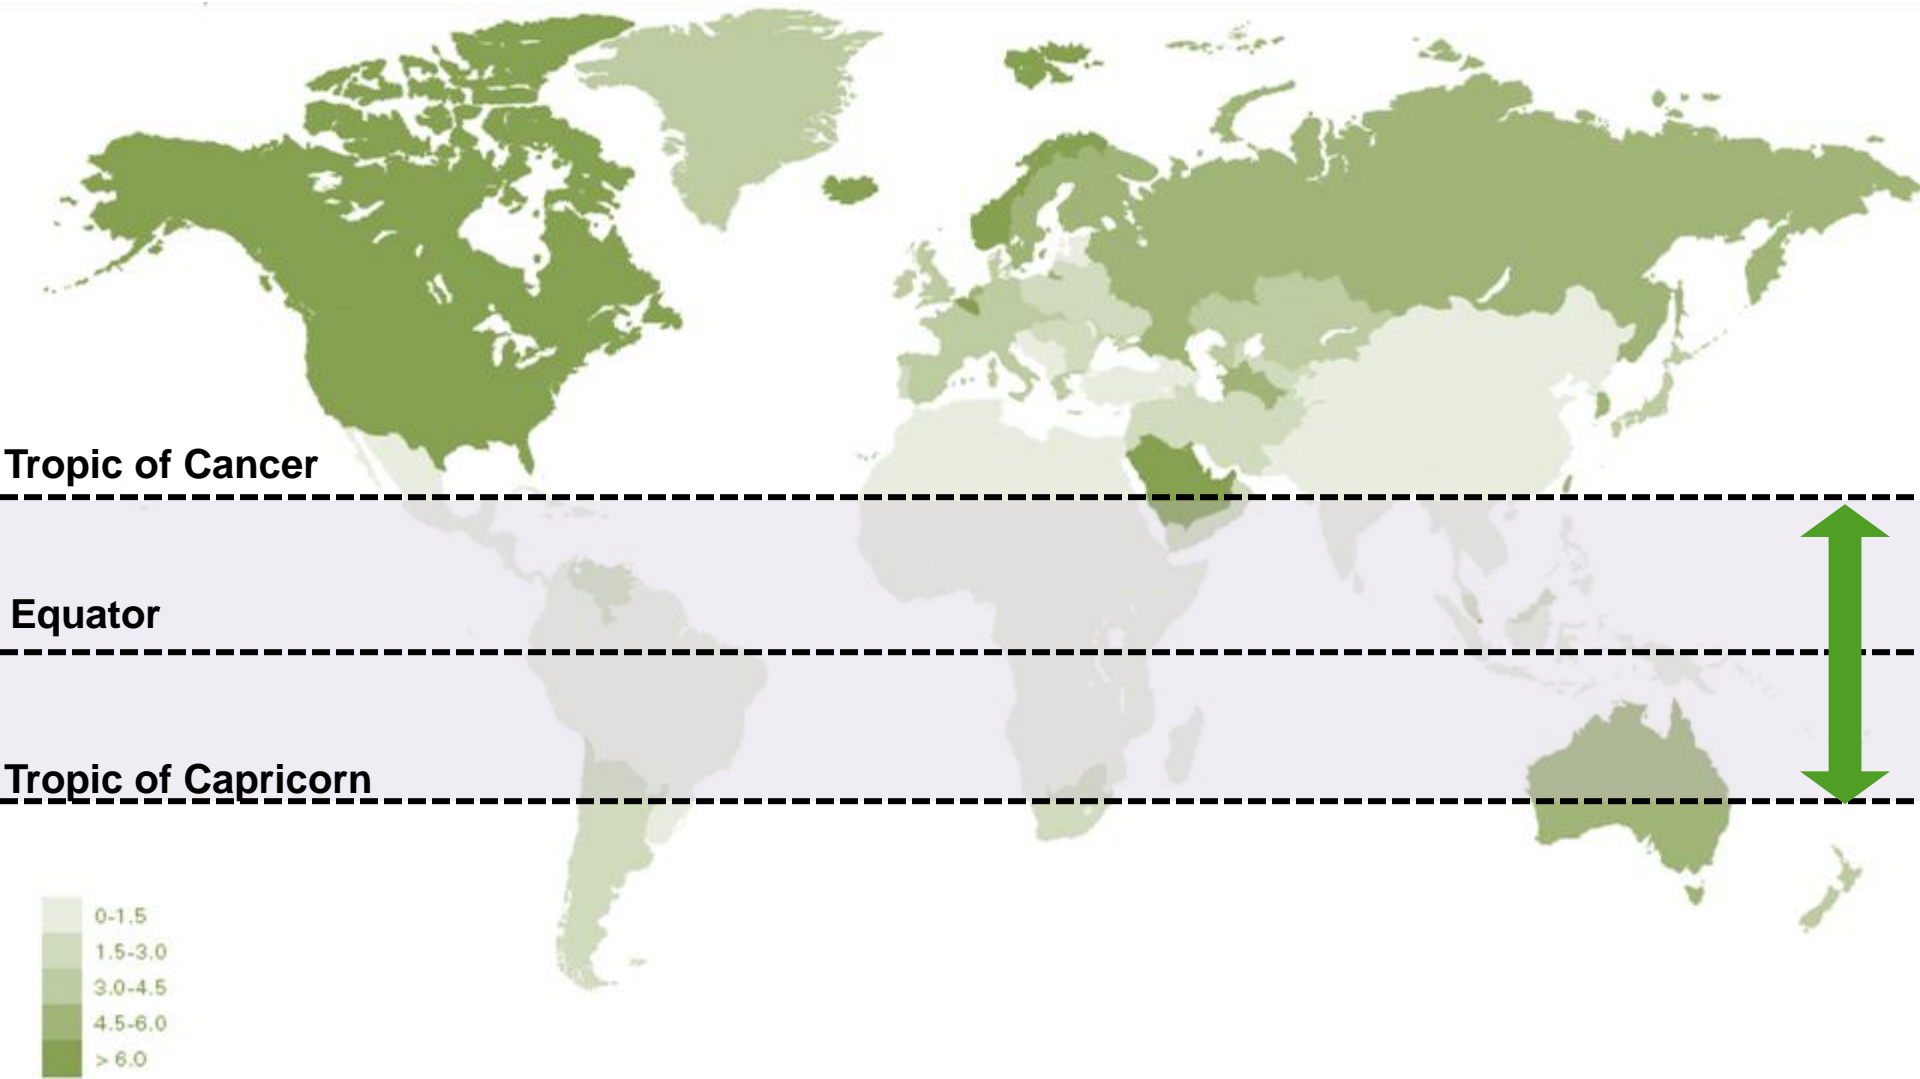 Tropic of Cancer
Equator
Tropic of Capricorn
0-1.5
1.5-3.0
3.0-4.5
4.5-6.0
> 6.0